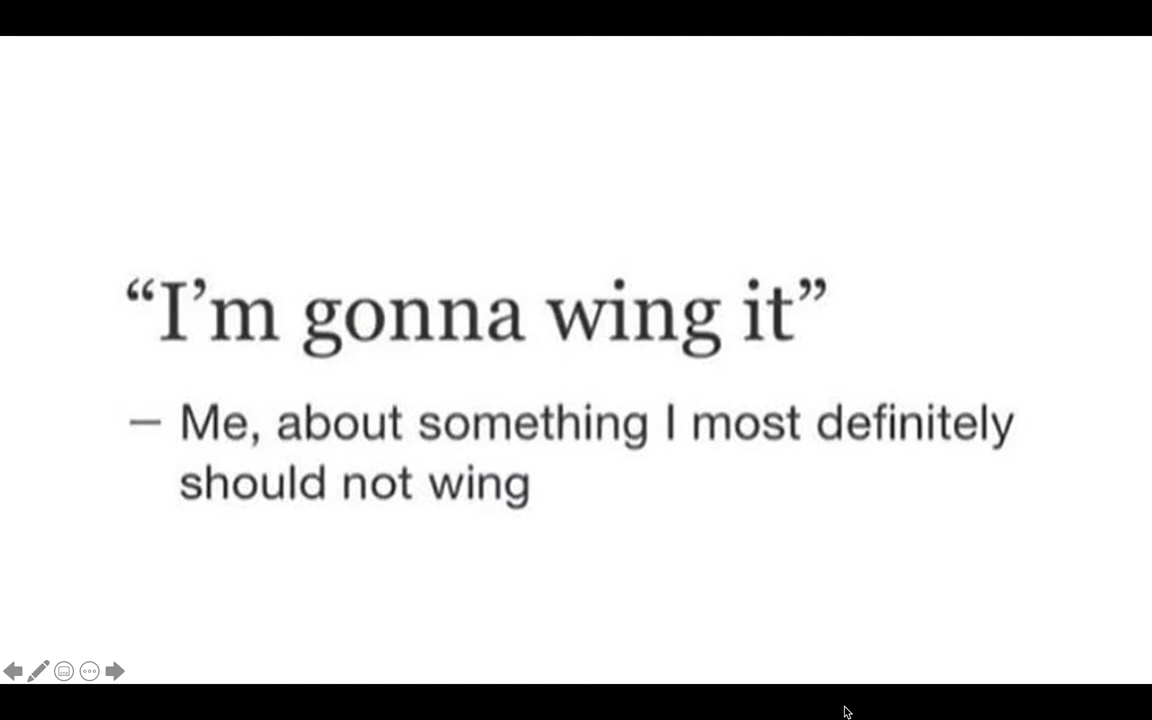 “I’m gonna wing it”
— Me, about something I most definitely
should not wing